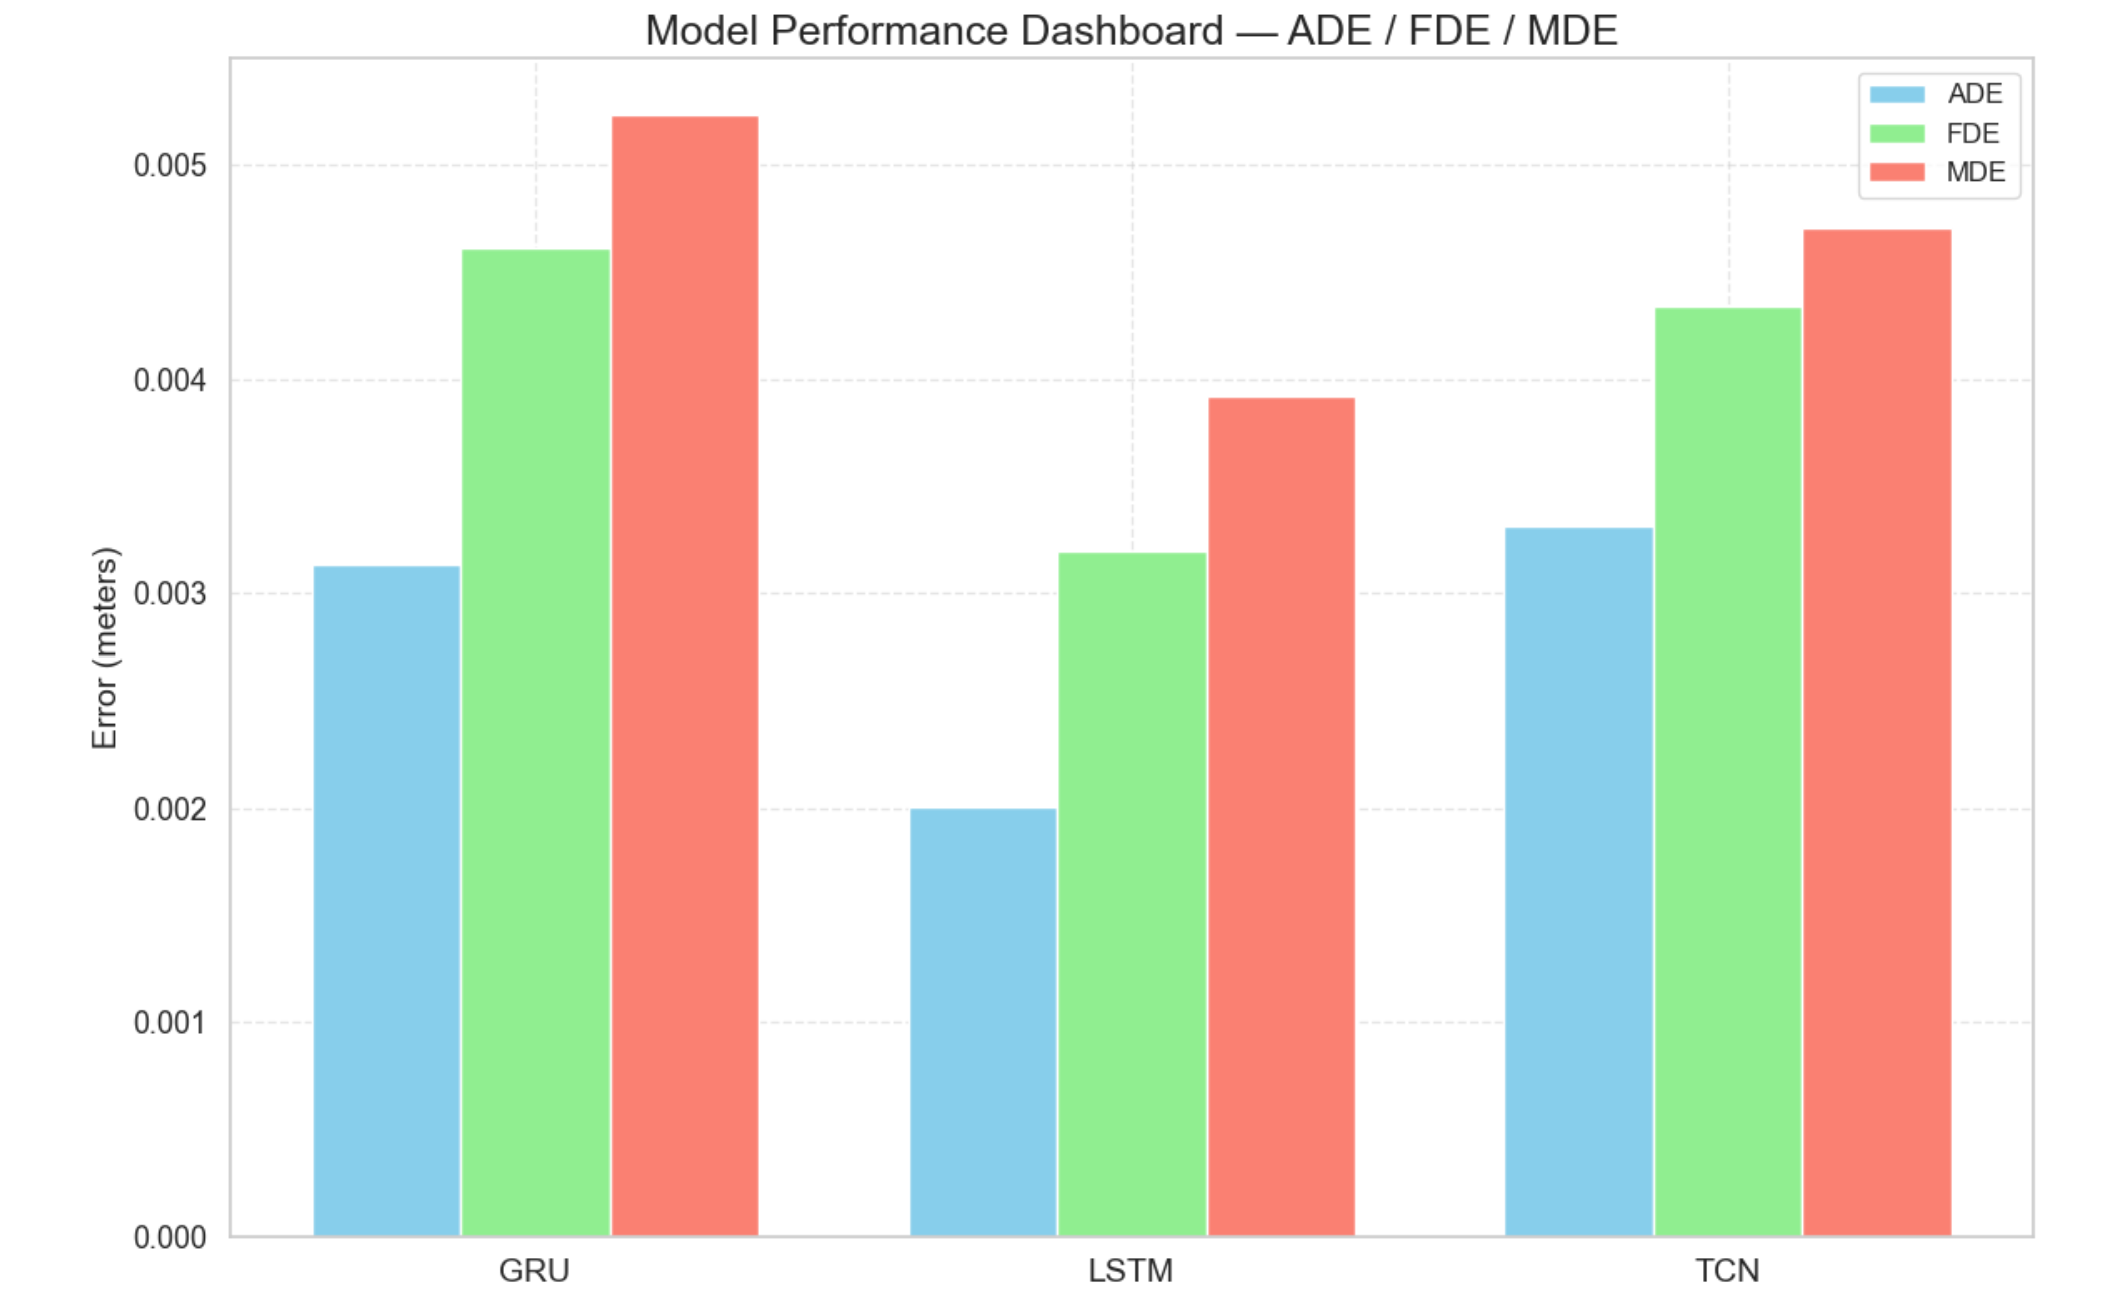 Model Performance Dashboard — ADE / FDE / MDE
ADE
FDE
MDE
0.005
0.004
0.003
0.002
0.001
0.000
Error (meters)
GRU
LSTM
TCN